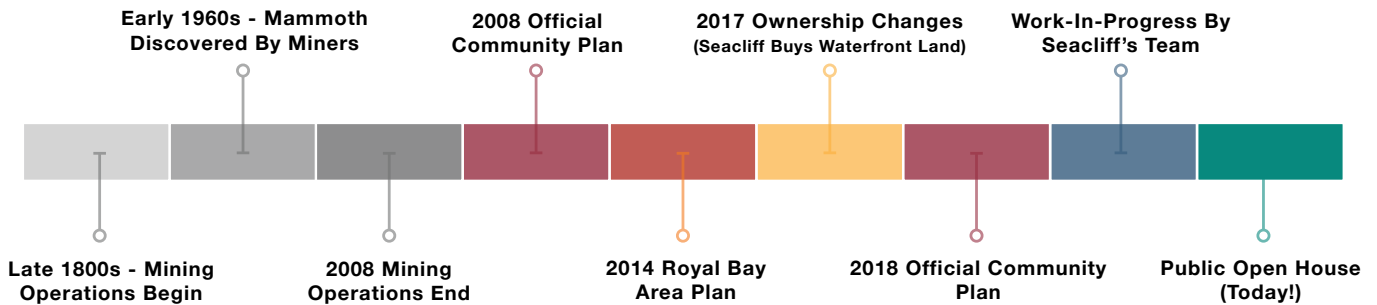 Early 1960s - Mammoth
Discovered By Miners
2008 Official
Community Plan
2017 Ownership Changes
(Seacliff Buys Waterfront Land)
Work-In-Progress By
Seacliff's Team
Late 1800s - Mining
Operations Begin
2008 Mining
Operations End
2014 Royal Bay
Area Plan
2018 Official Community
Plan
Public Open House
(Today!)